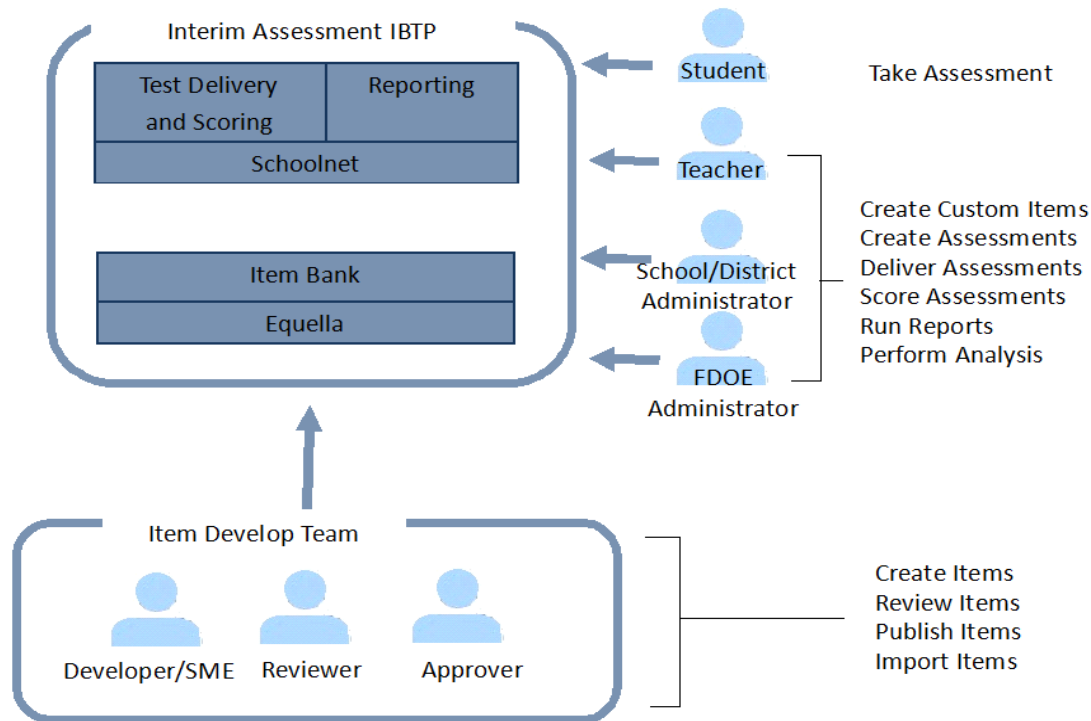 Interim Assessment IBTP
Test Delivery
and Scoring
Reporting
Schoolnet
Item Bank
Equella
Student
Take Assessment
Teacher
School/District
Administrator
FDOE
Administrator
Create Custom Items
Create Assessments
Deliver Assessments
Score Assessments
Run Reports
Perform Analysis
Item Develop Team
Developer/SME
Reviewer
Approver
Create Items
Review Items
Publish Items
Import Items